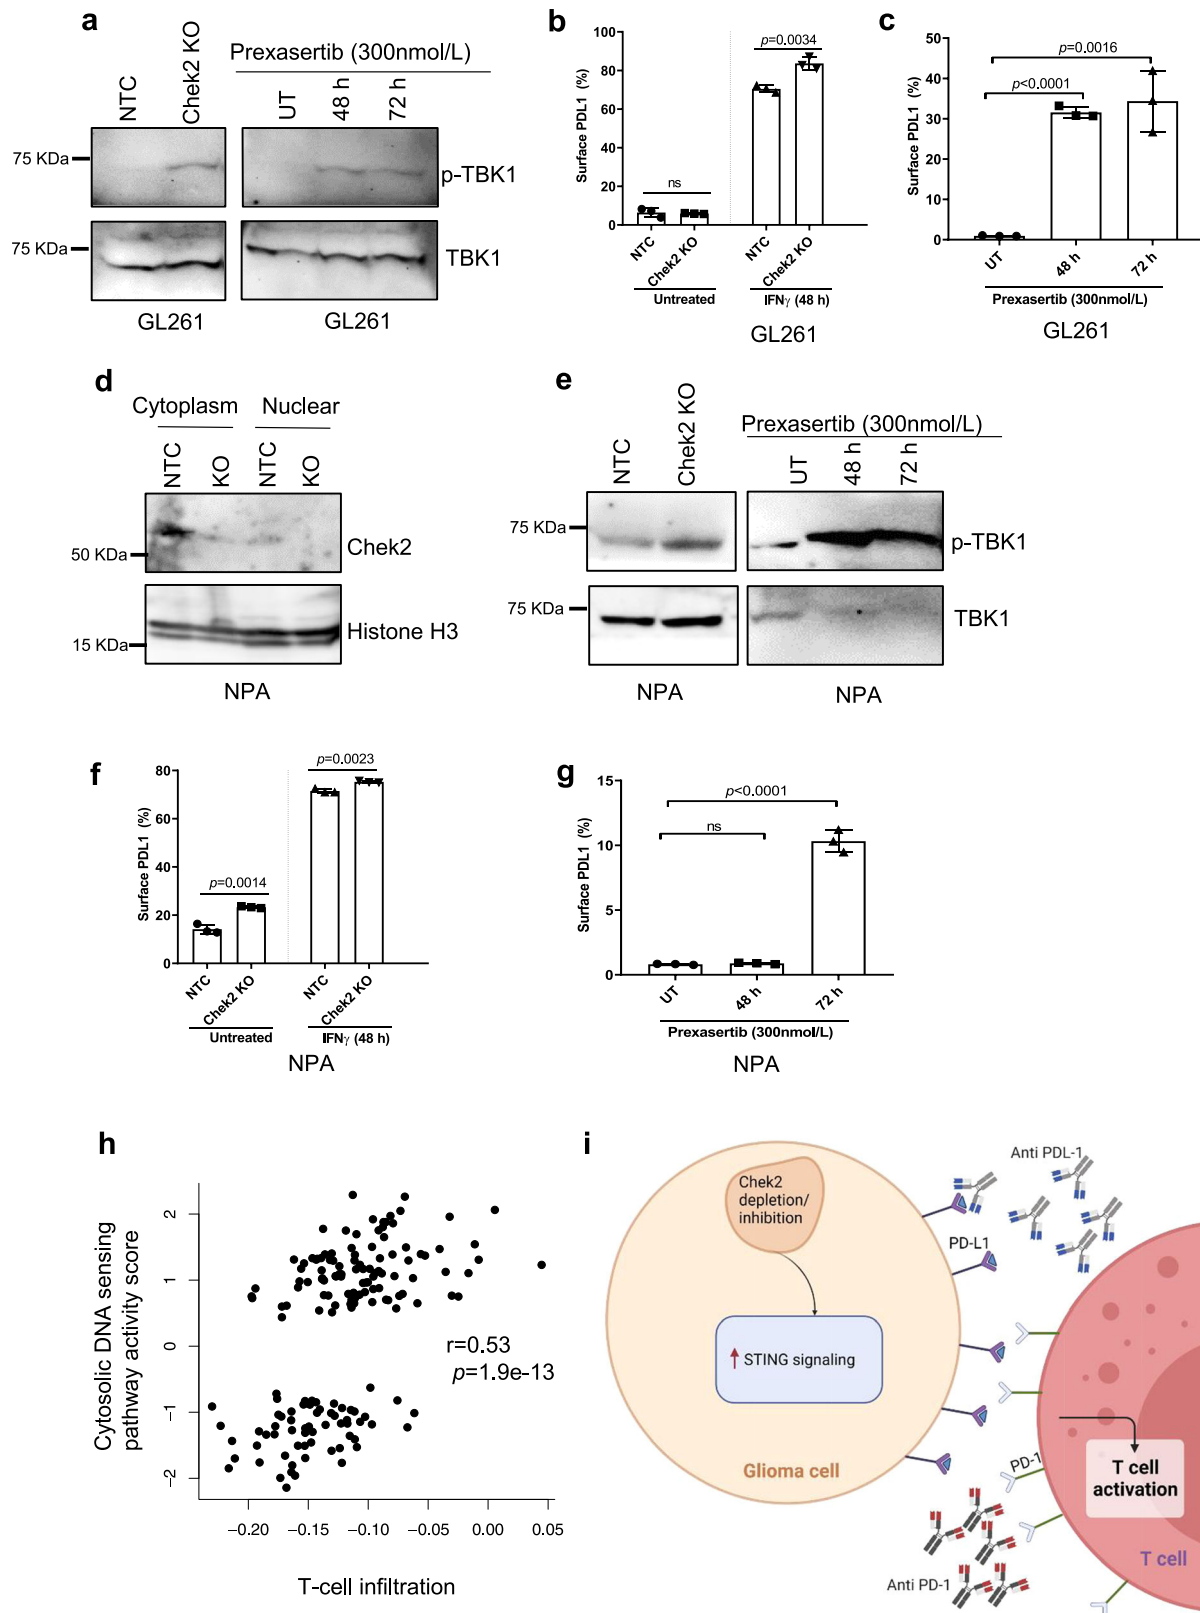 a
NTC
Chek2 KO
Prexasertib (300nmol/L)
UT
48 h
72 h
75 KDa
p-TBK1
75 KDa
TBK1
GL261
GL261
b
Surface PDL1 (%)
100
80
60
40
20
0
ns
p=0.0034
NTC
Chek2 KO
NTC
Chek2 KO
Untreated
IFNγ (48 h)
GL261
c
Surface PDL1 (%)
50
40
30
20
10
0
p=0.0016
p<0.0001
UT
48 h
72 h
Prexasertib (300nmol/L)
GL261
d
Cytoplasm
Nuclear
NTC
KO
NTC
KO
50 KDa
Chek2
15 KDa
Histone H3
NPA
e
NTC
Chek2 KO
Prexasertib (300nmol/L)
UT
48 h
72 h
75 KDa
p-TBK1
75 KDa
TBK1
NPA
NPA
f
Surface PDL1 (%)
80
60
40
20
0
p=0.0014
p=0.0023
NTC
Chek2 KO
NTC
Chek2 KO
Untreated
IFNγ (48 h)
NPA
g
Surface PDL1 (%)
15
10
5
0
p<0.0001
ns
UT
48 h
72 h
Prexasertib (300nmol/L)
NPA
h
Cytosolic DNA sensing
pathway activity score
2
1
0
−1
−2
r=0.53
p=1.9e-13
−0.20
−0.15
−0.10
−0.05
0.00
0.05
T-cell infiltration
i
Chek2
depletion/
inhibition
STING signaling
Glioma cell
Anti PDL-1
PD-L1
PD-1
T cell
activation
T cell
Anti PD-1